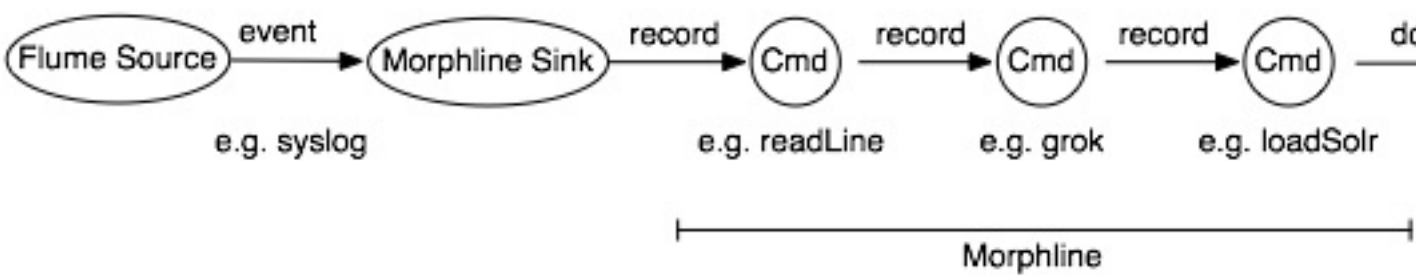 Flume Source
event
Morphline Sink
record
Cmd
record
Cmd
record
Cmd
e.g. syslog
e.g. readLine
e.g. grok
e.g. loadSolr
Morphline